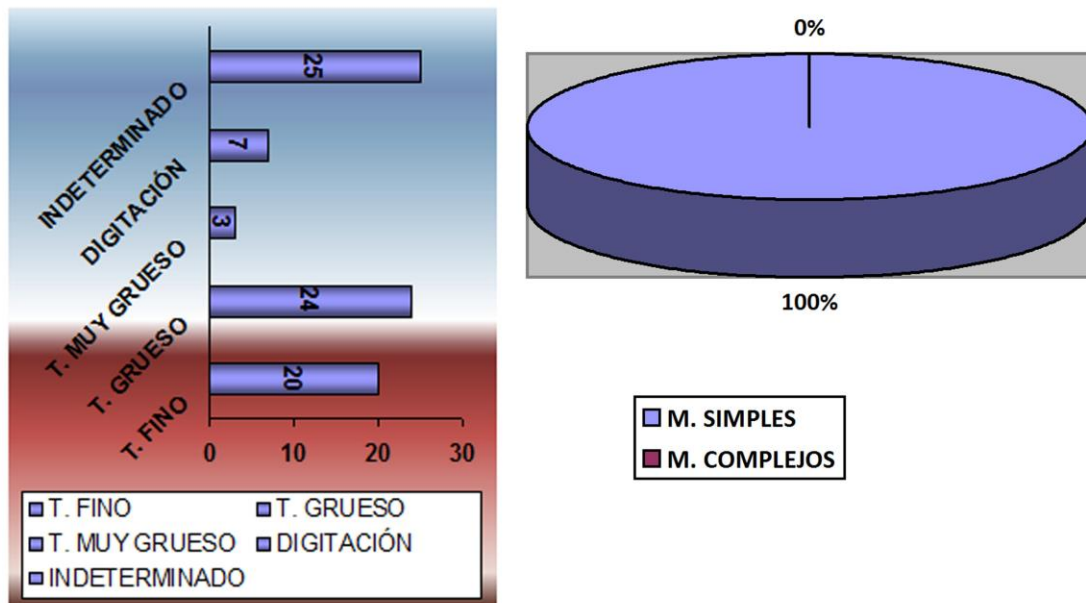 25
INDETERMINADO
7
DIGITACIÓN
3
T. MUY GRUESO
24
T. GRUESO
20
T. FINO
0 10 20 30
T. FINO T. GRUESO
T. MUY GRUESO DIGITACIÓN
INDETERMINADO
0%
100%
M. SIMPLES
M. COMPLEJOS